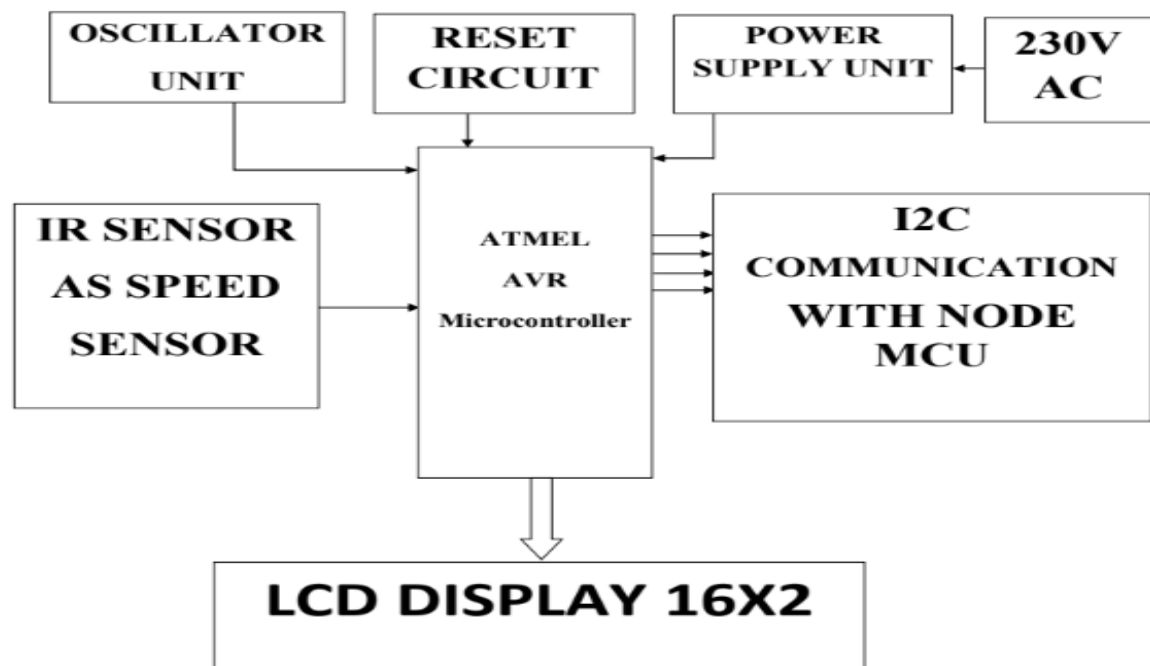 OSCILLATOR
UNIT
RESET
CIRCUIT
POWER
SUPPLY UNIT
230V
AC
IR SENSOR
AS SPEED
SENSOR
ATMEL
AVR
Microcontroller
I2C
COMMUNICATION
WITH NODE
MCU
LCD DISPLAY 16X2